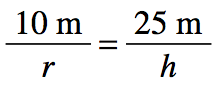 10 m / r = 25 m / h